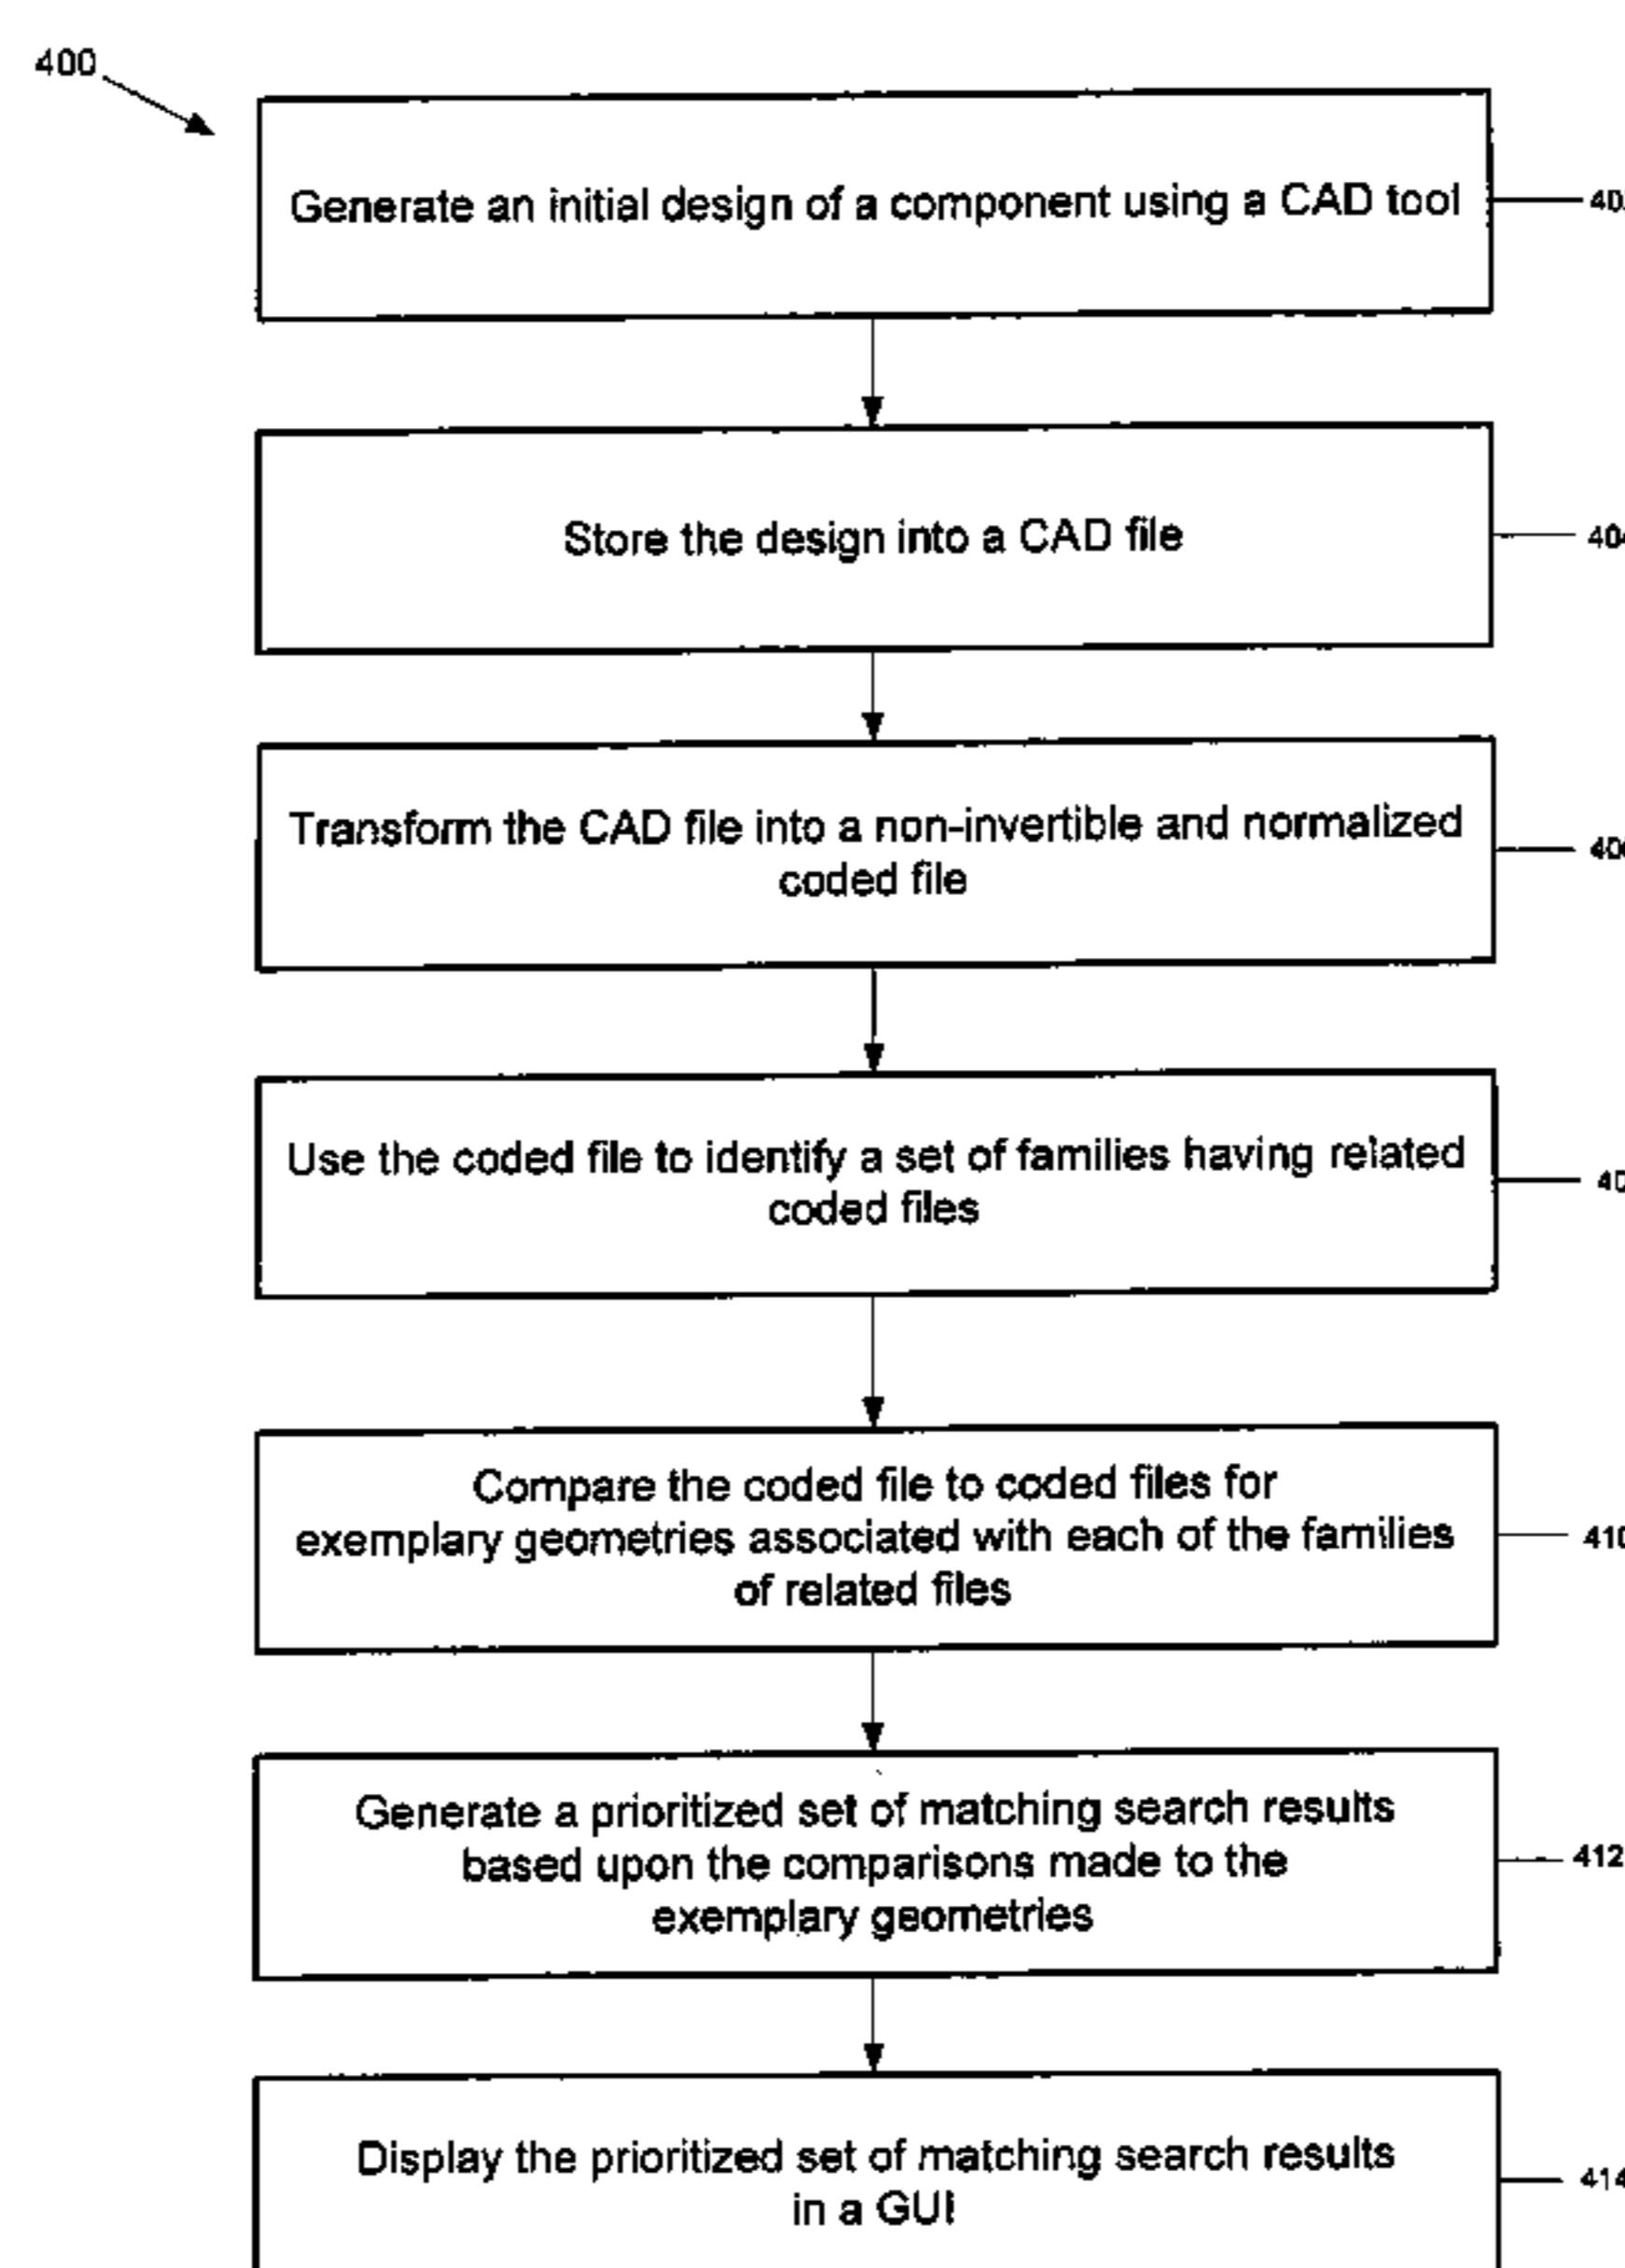 400
Generate an initial design of a component using a CAD tool
Store the design into a CAD file
404
Transform the CAD file into a non-invertible and normalized
coded file
Use the coded file to identify a set of families having related
coded files
Compare the coded file to coded files for
exemplary geometries associated with each of the families
of related files
410
Generate a prioritized set of matching search results
based upon the comparisons made to the
exemplary geometries
412
Display the prioritized set of matching search results
in a GUI
414